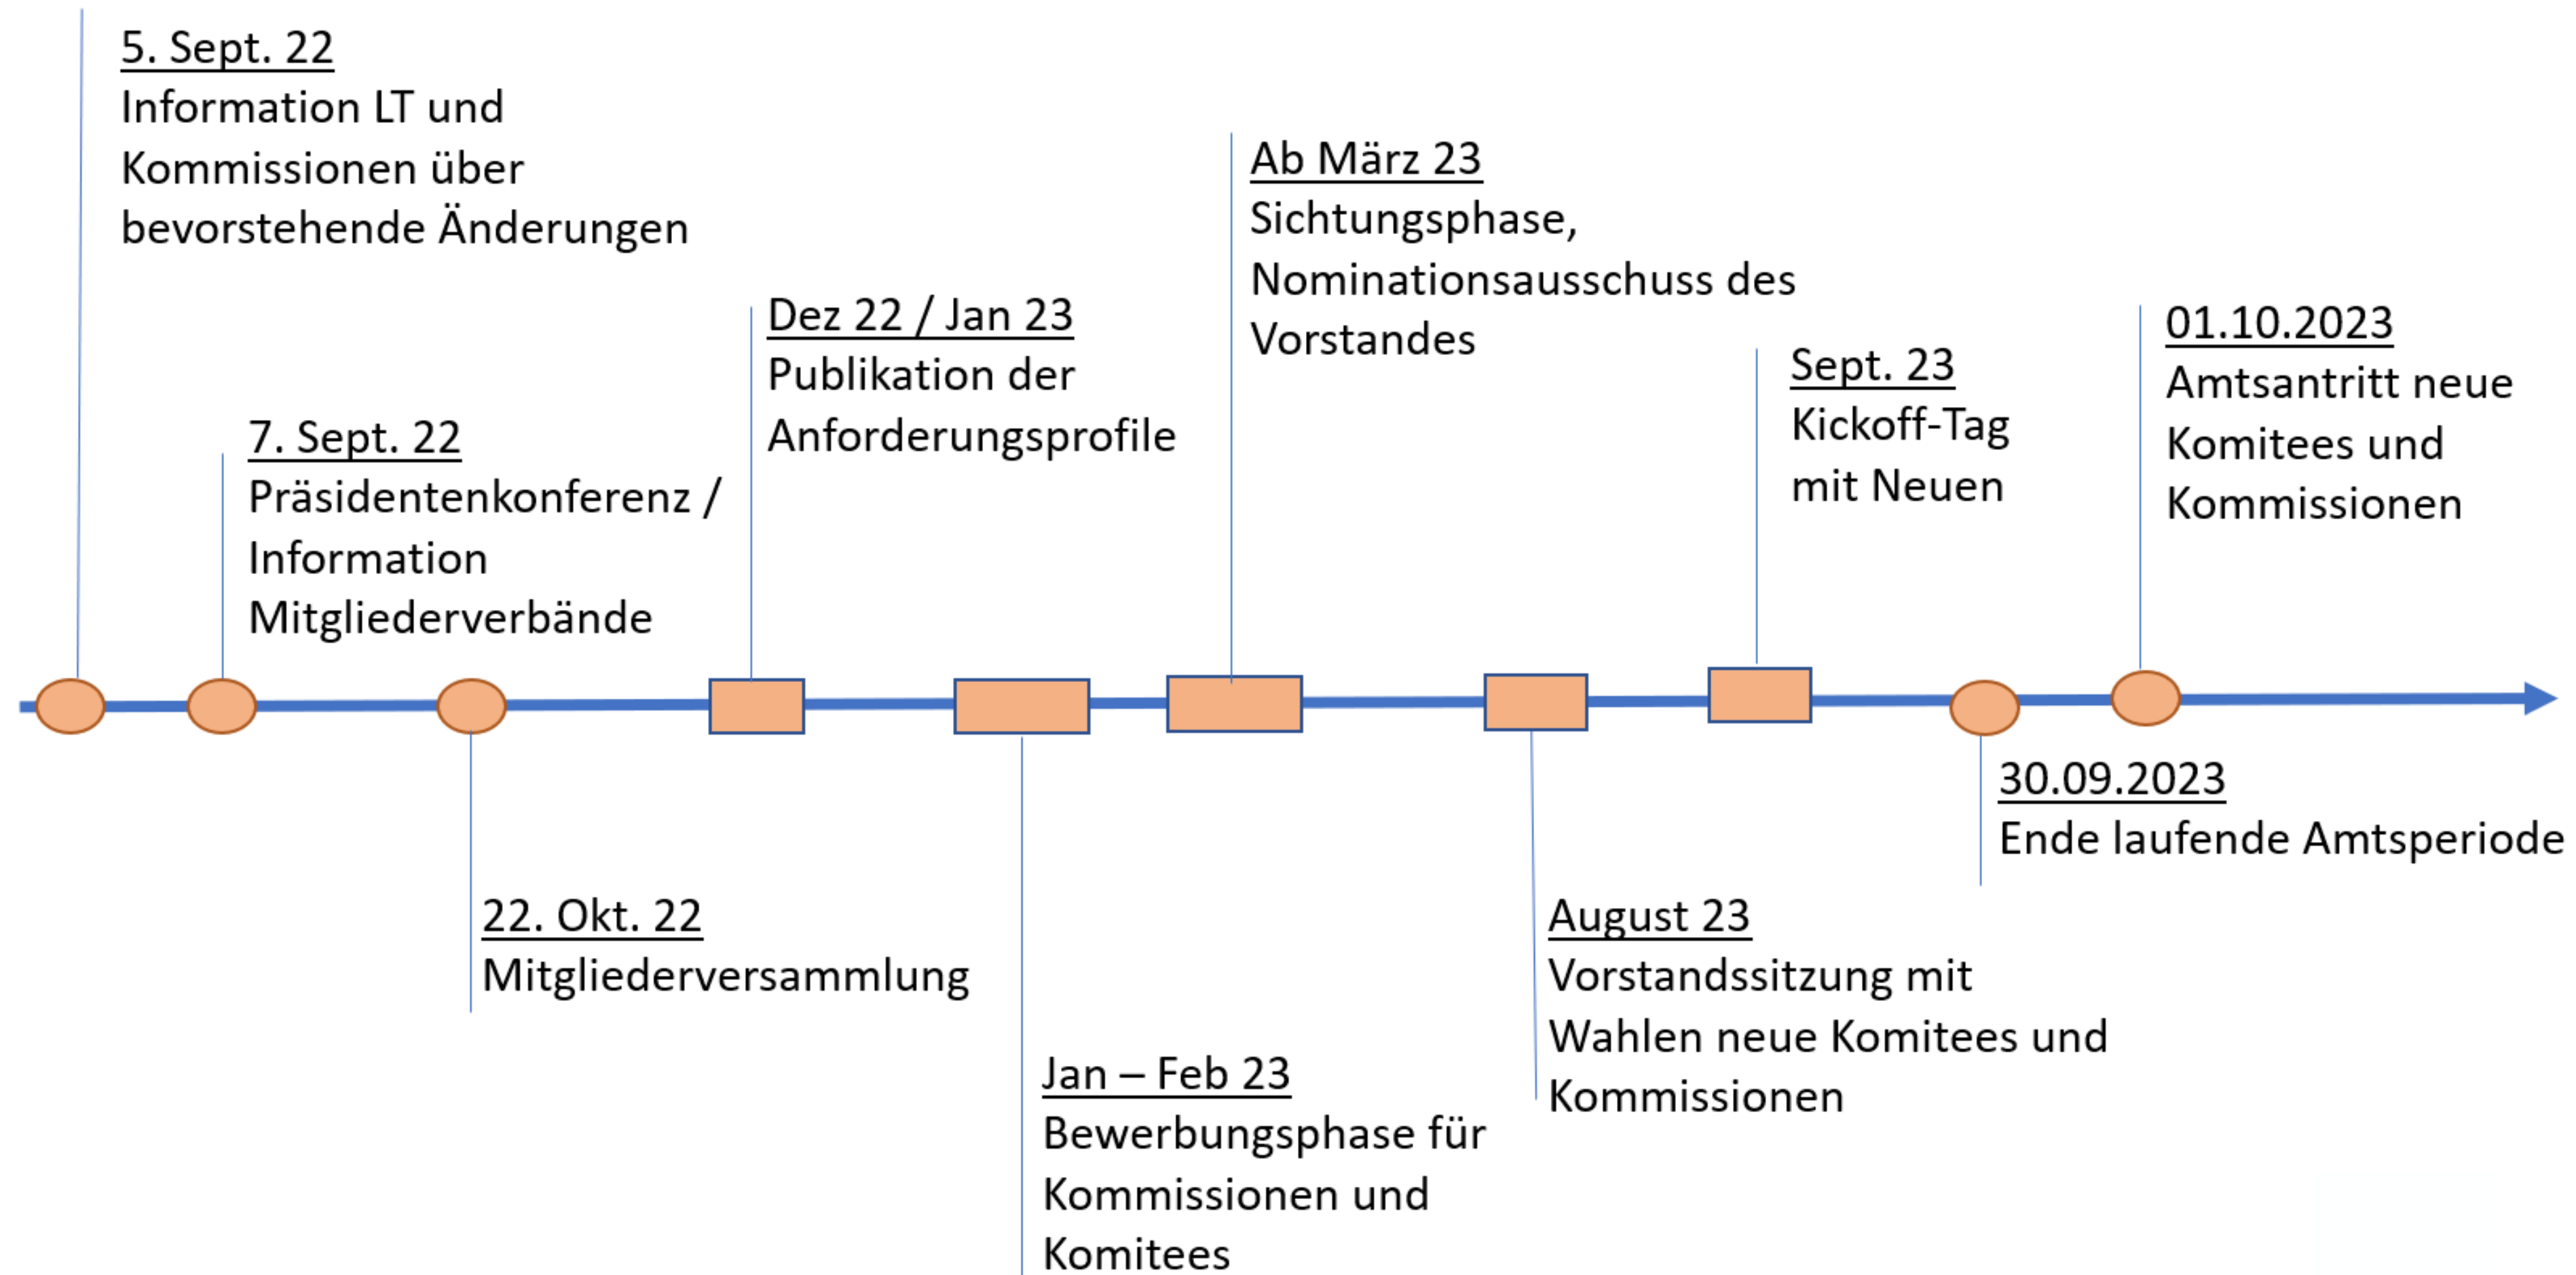 5. Sept. 22
Information LT und
Kommissionen über
bevorstehende Änderungen
7. Sept. 22
Präsidentenkonferenz /
Information
Mitgliederverbände
22. Okt. 22
Mitgliederversammlung
Dez 22 / Jan 23
Publikation der
Anforderungsprofile
Jan – Feb 23
Bewerbungsphase für
Kommissionen und
Komitees
Ab März 23
Sichtungsphase,
Nominationsausschuss des
Vorstandes
August 23
Vorstandssitzung mit
Wahlen neue Komitees und
Kommissionen
Sept. 23
Kickoff-Tag
mit Neuen
30.09.2023
Ende laufende Amtsperiode
01.10.2023
Amtsantritt neue
Komitees und
Kommissionen